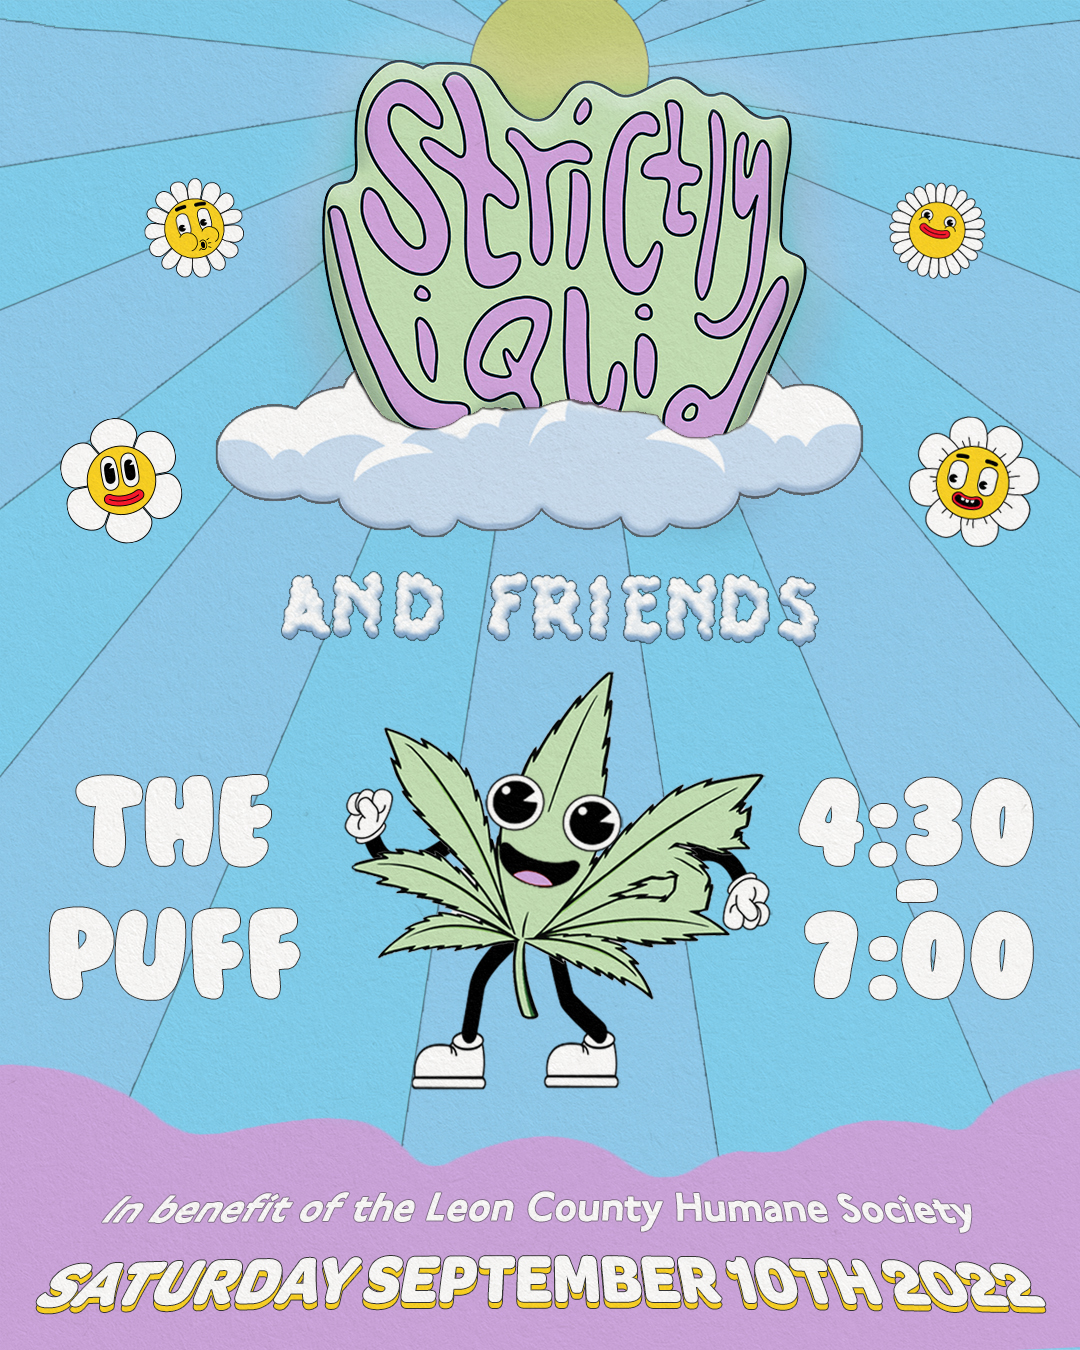 Strictly
LiQuid
AND FRIENDS
THE
PUFF
4:30
-
7:00
In benefit of the Leon County Humane Society
SATURDAY SEPTEMBER 10TH 2022